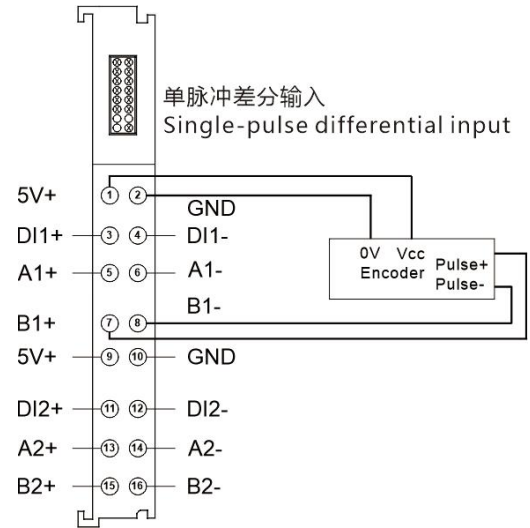 单脉冲差分输入
Single-pulse differential input
5V+ 1 2 GND
DI1+ 3 4 DI1-
A1+ 5 6 A1-
B1+ 7 8 B1-
5V+ 9 10 GND
DI2+ 11 12 DI2-
A2+ 13 14 A2-
B2+ 15 16 B2-
0V Vcc
Encoder
Pulse+
Pulse-